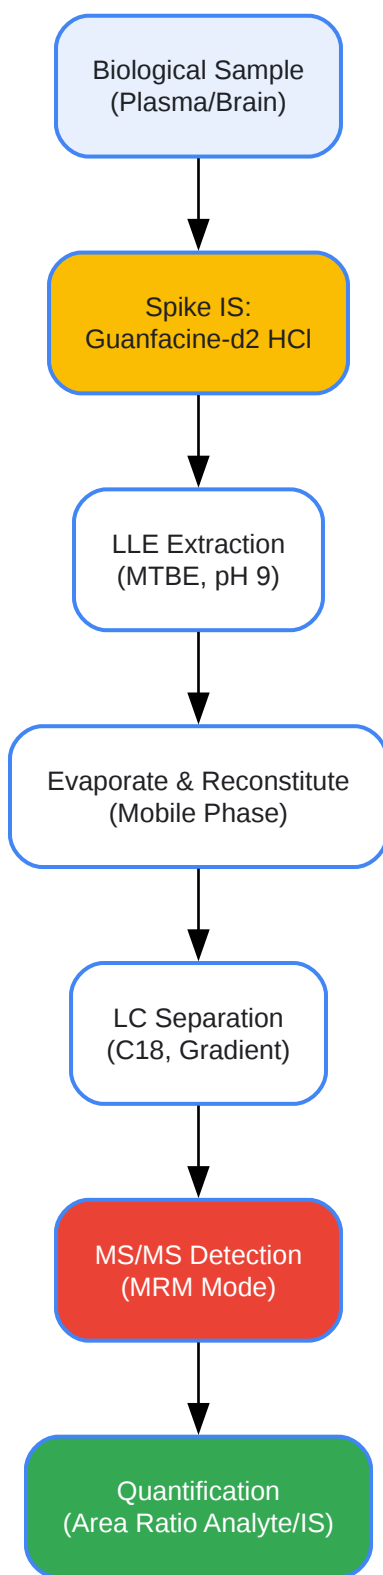 Biological Sample
(Plasma/Brain)
Spike IS:
Guanfacine-d2 HCl
LLE Extraction
(MTBE, pH 9)
Evaporate & Reconstitute
(Mobile Phase)
LC Separation
(C18, Gradient)
MS/MS Detection
(MRM Mode)
Quantification
(Area Ratio Analyte/IS)